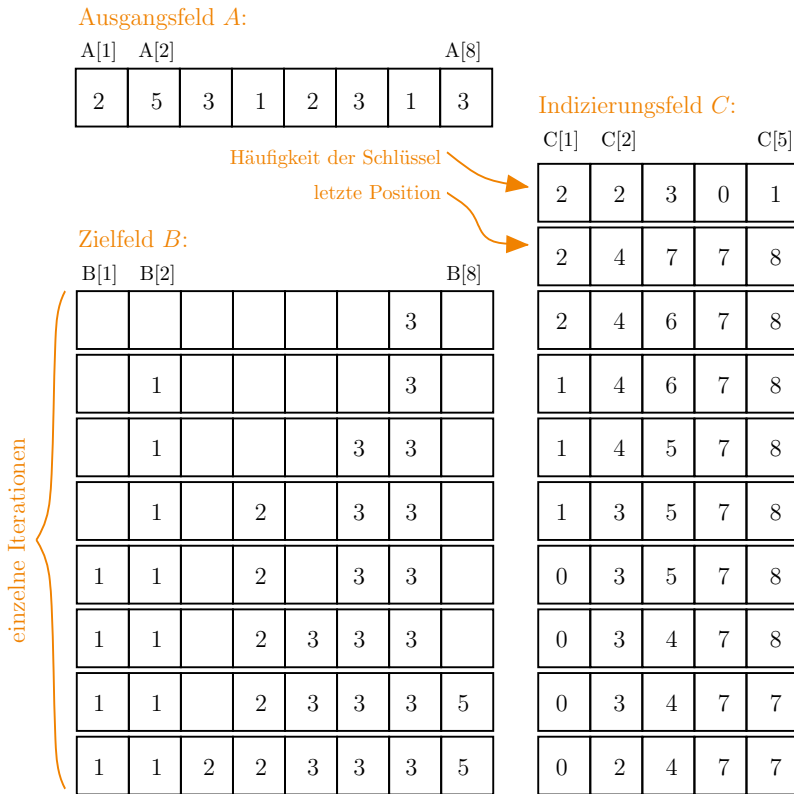 Ausgangsfeld A:
A[1] A[2] A[8]
2 5 3 1 2 3 1 3
Indizierungsfeld C:
C[1] C[2] C[5]
Häufigkeit der Schlüssel
2 2 3 0 1
letzte Position
2 4 7 7 8
Zielfeld B:
B[1] B[2] B[8]
einzelne Iterationen
3
2 4 6 7 8
1 3
1 4 6 7 8
1 3 3
1 4 5 7 8
1 2 3 3
1 3 5 7 8
1 1 2 3 3
0 3 5 7 8
1 1 2 3 3 3
0 3 4 7 8
1 1 2 3 3 3 5
0 3 4 7 7
1 1 2 2 3 3 3 5
0 2 4 7 7